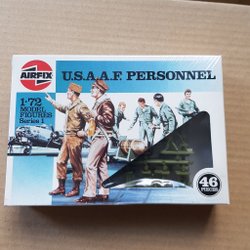 AIRFIX
U.S.A.A.F. PERSONNEL
1·72
MODEL
FIGURES
Series 1
46
PIECES